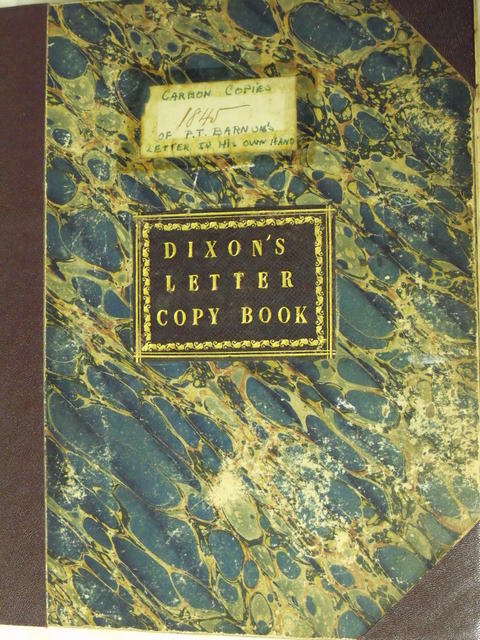 CARBON COPIES
1845
OF P.T. BARNUM'S
LETTER IN HIS OWN HAND
DIXON'S
LETTER
COPY BOOK